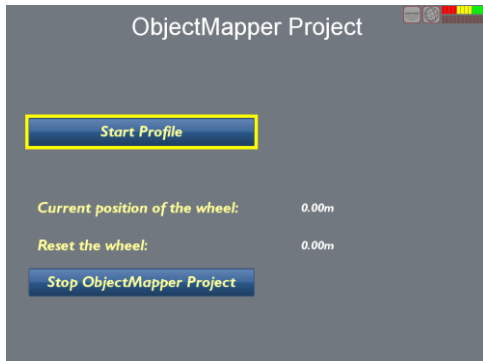 ObjectMapper Project
Start Profile
Current position of the wheel: 0.00m
Reset the wheel: 0.00m
Stop ObjectMapper Project